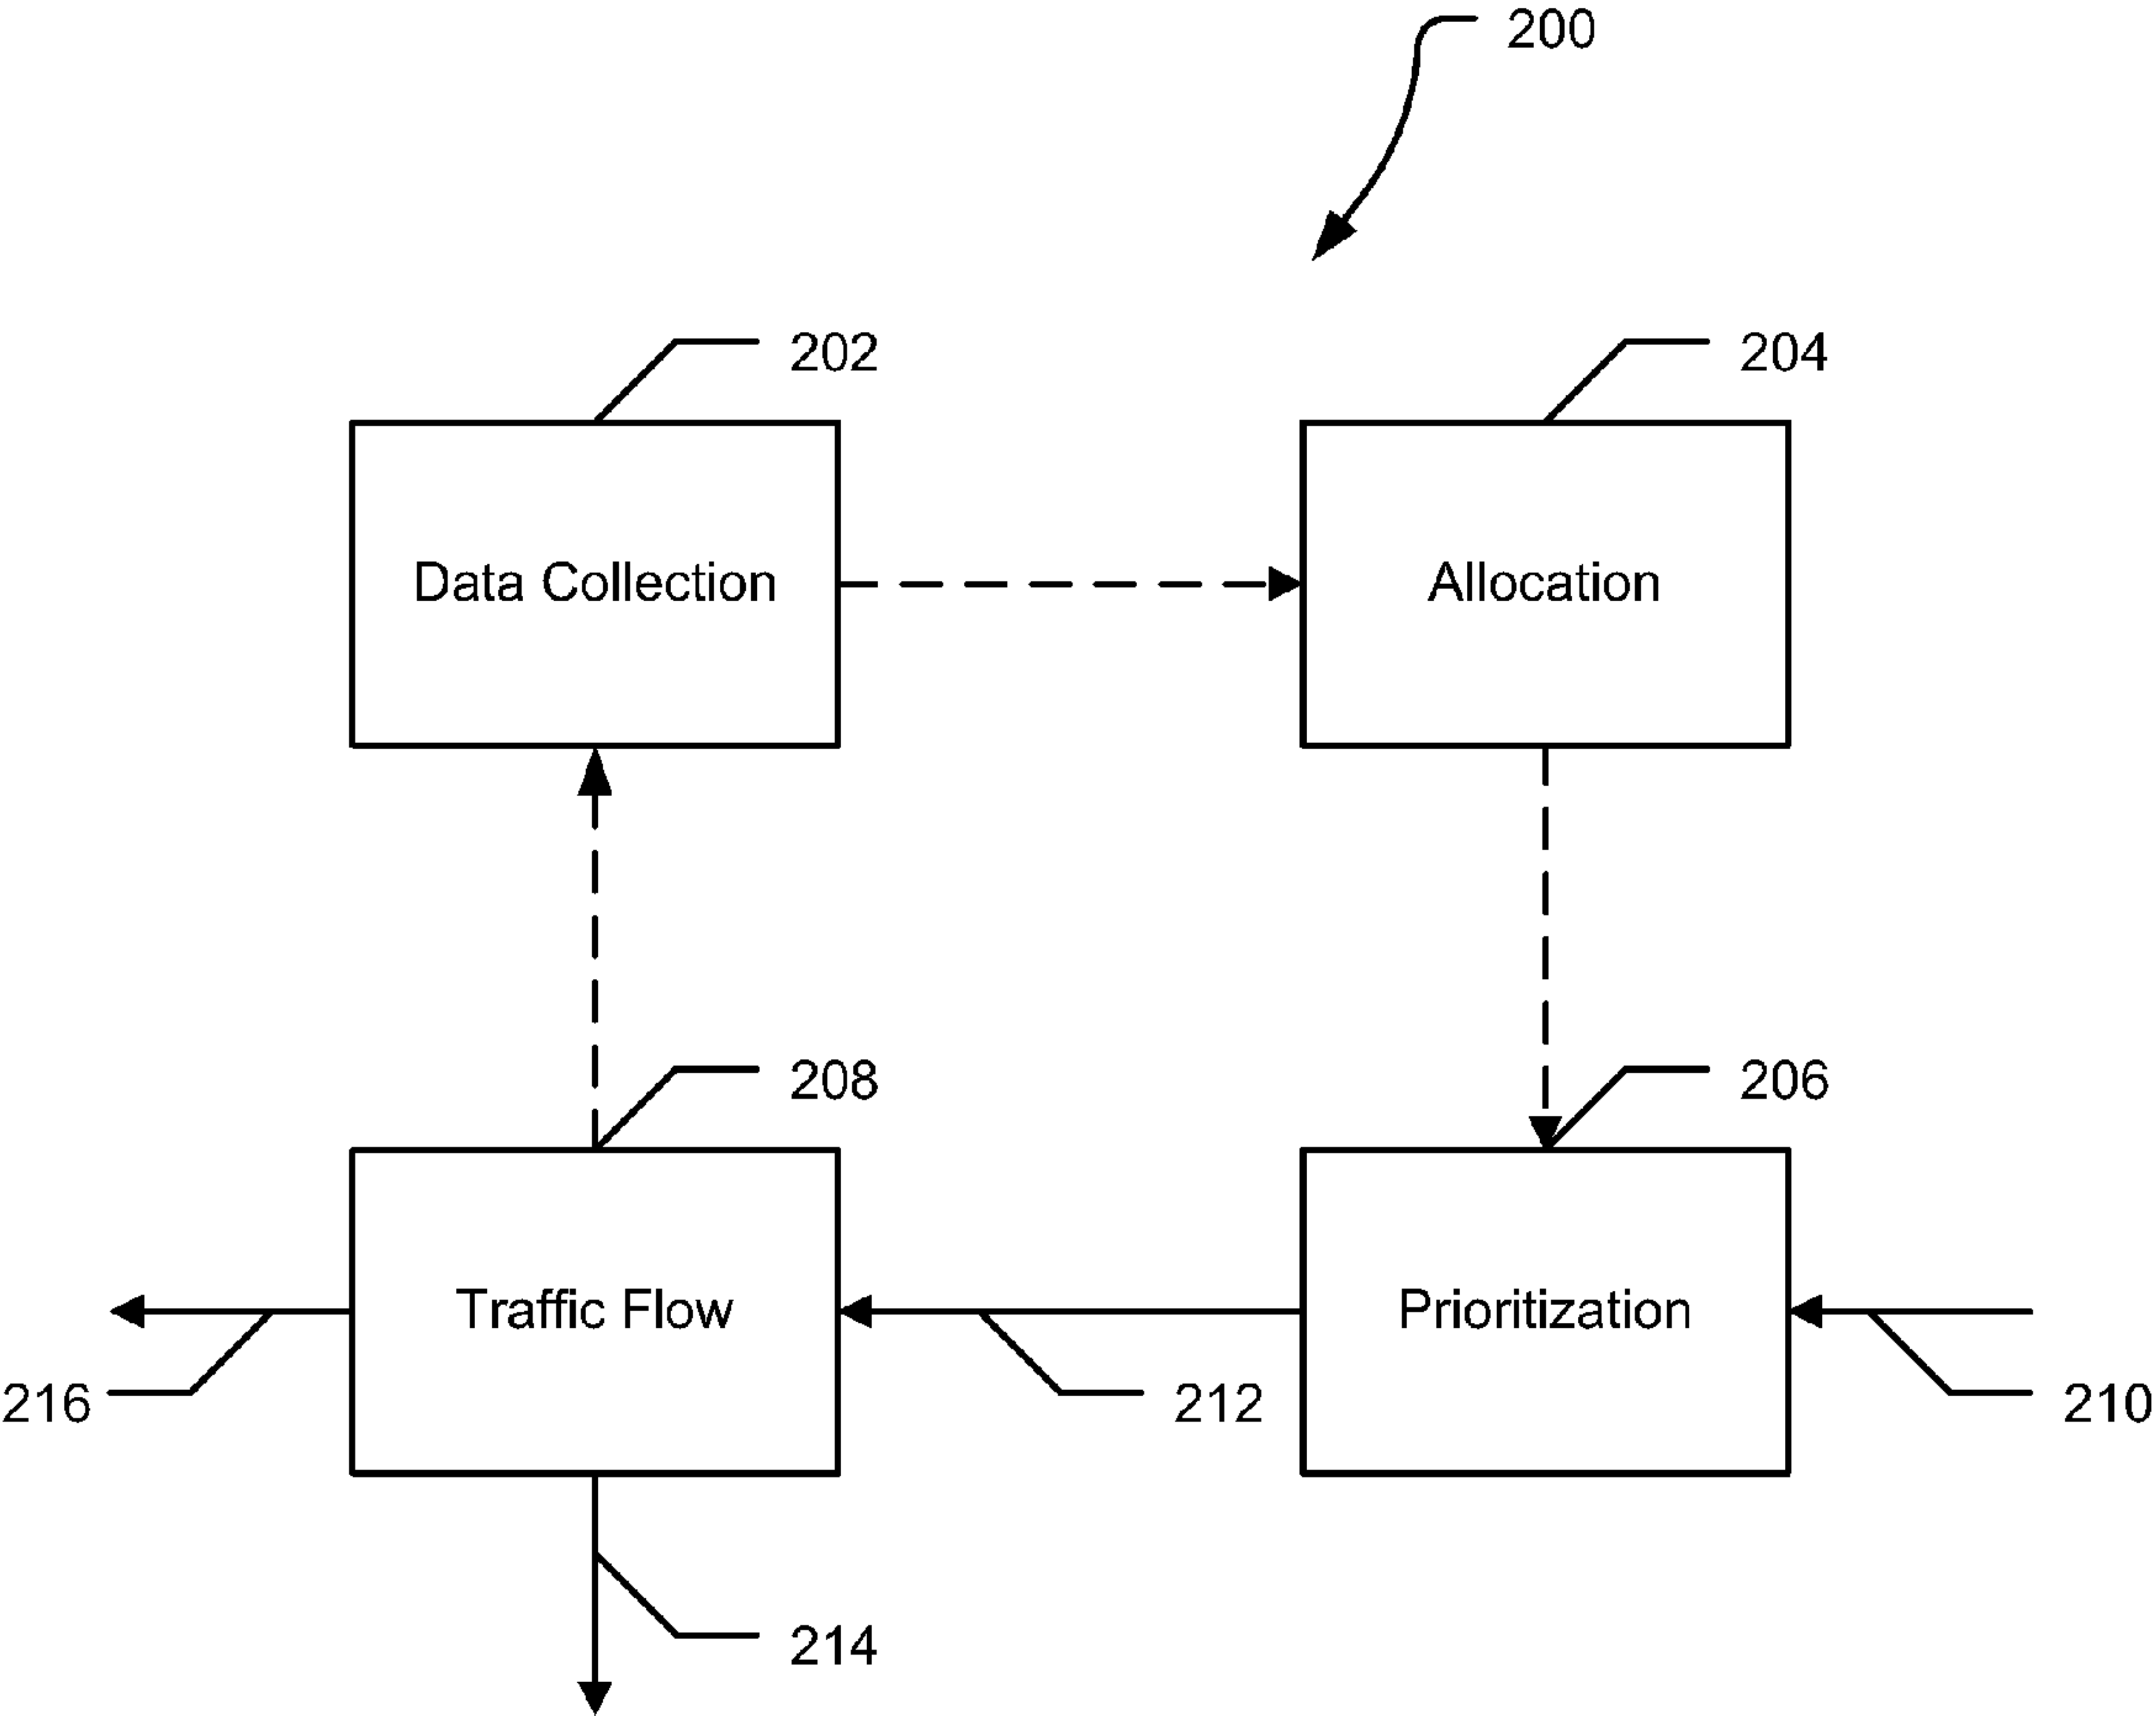 200
202
204
Data Collection
Allocation
208
206
Traffic Flow
Prioritization
216
212
210
214